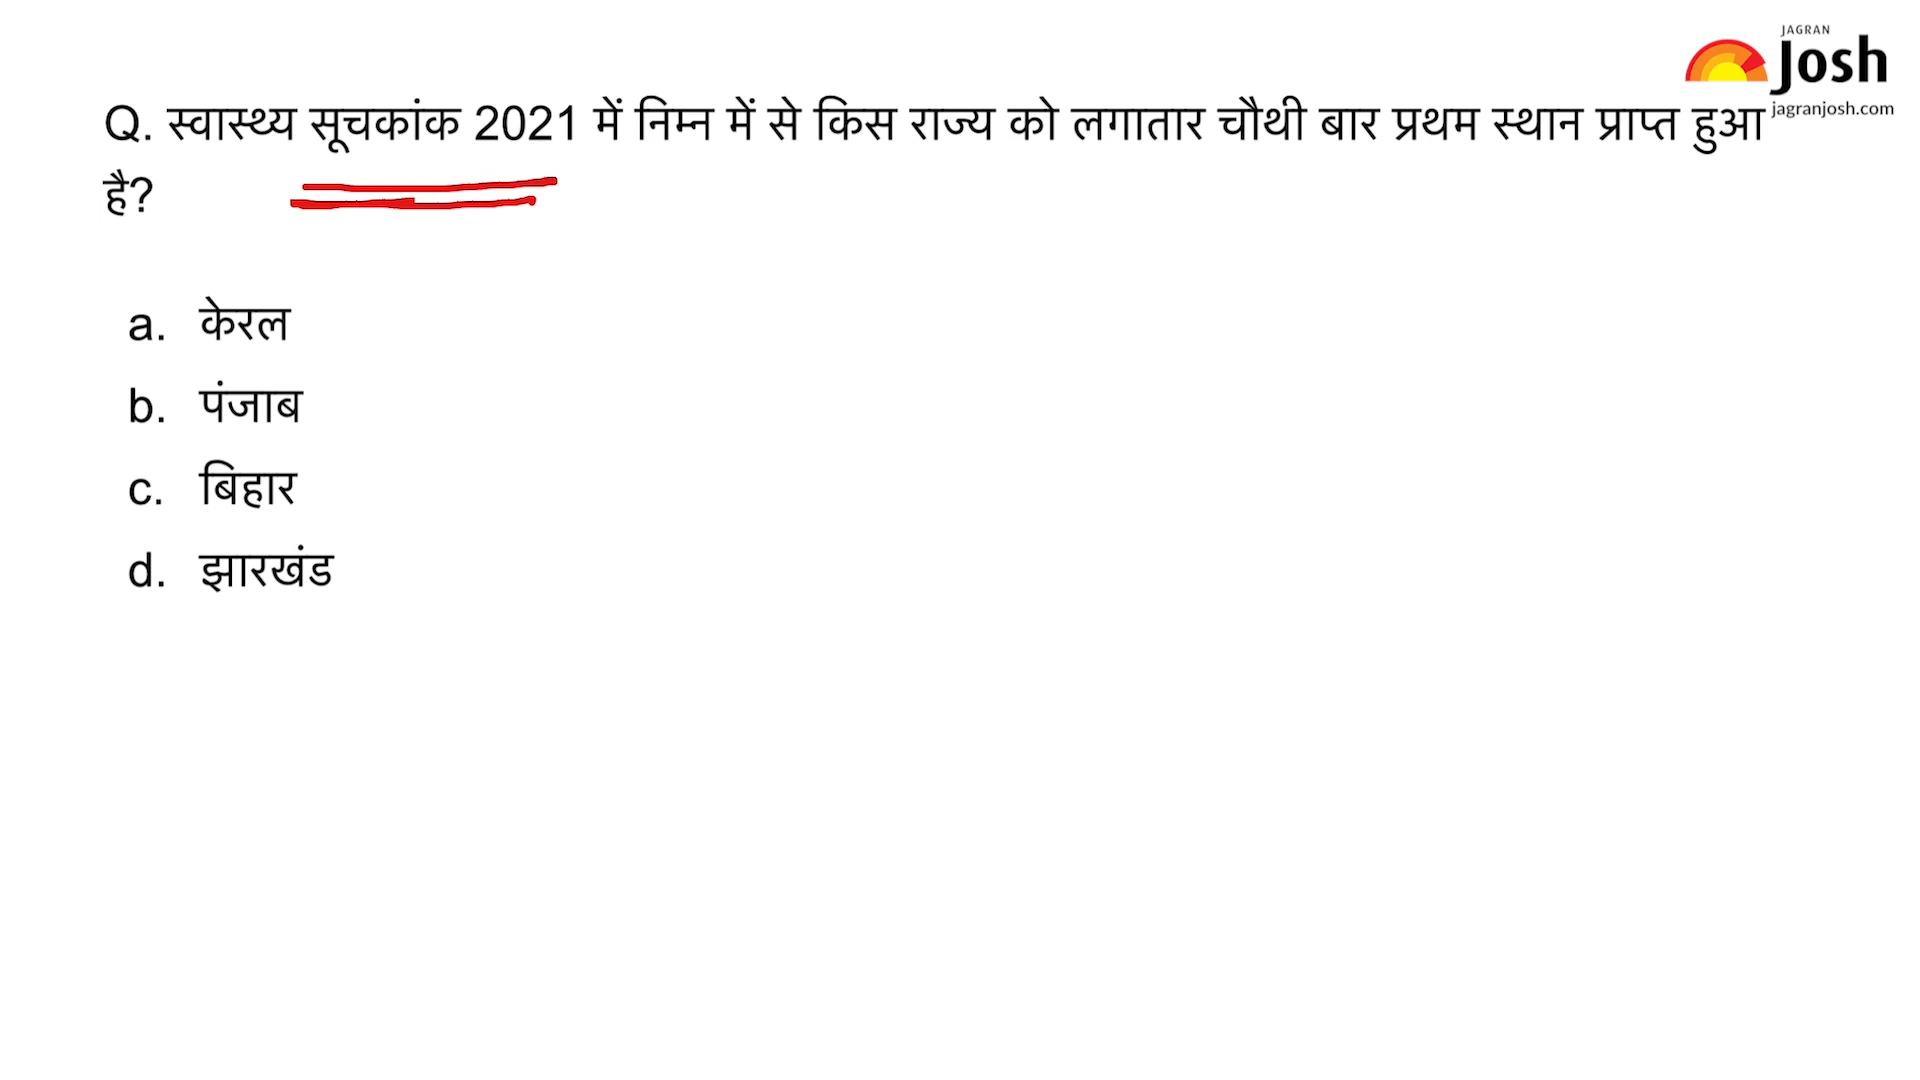 JAGRAN
Josh
jagranjosh.com
Q. स्वास्थ्य सूचकांक 2021 में निम्न में से किस राज्य को लगातार चौथी बार प्रथम स्थान प्राप्त हुआ
है?
a. केरल
b. पंजाब
c. बिहार
d. झारखंड